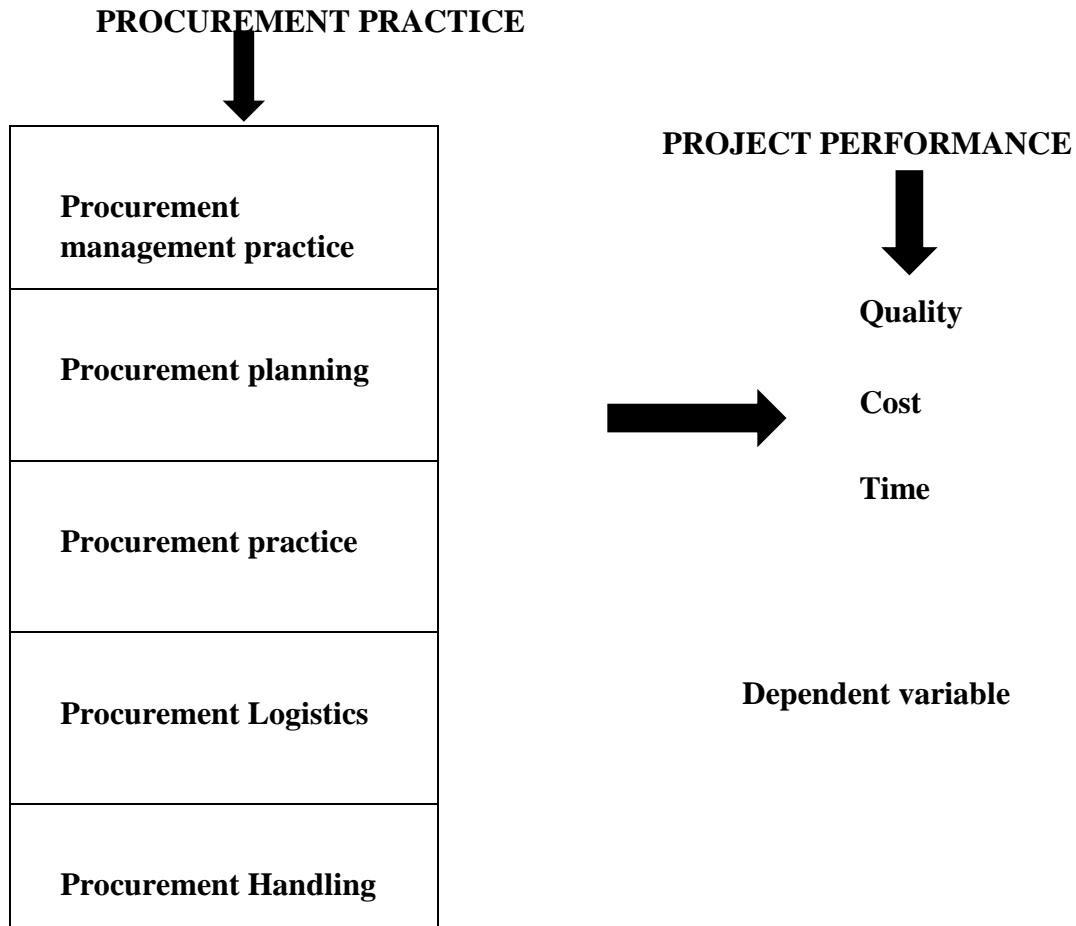 PROCUREMENT PRACTICE
Procurement
management practice
Procurement planning
Procurement practice
Procurement Logistics
Procurement Handling
PROJECT PERFORMANCE
Quality
Cost
Time
Dependent variable